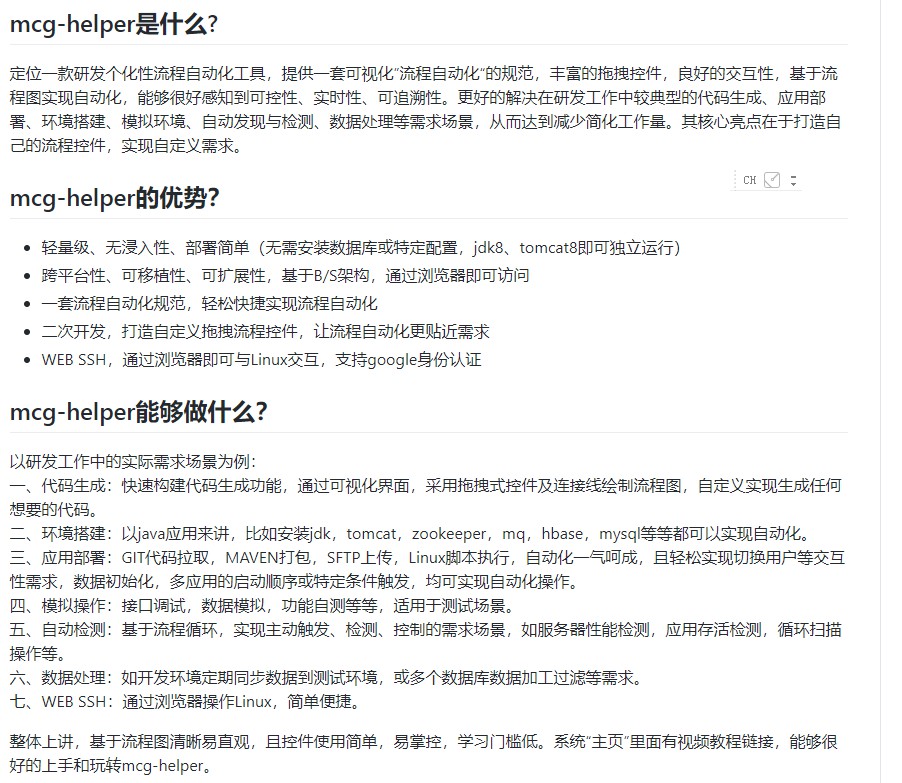 mcg-helper是什么？
定位一款研发个化性流程自动化工具，提供一套可视化“流程自动化“的规范，丰富的拖拽控件，良好的交互性，基于流
程图实现自动化，能够很好感知到可控性、实时性、可追溯性。更好的解决在研发工作中较典型的代码生成、应用部
署、环境搭建、模拟环境、自动发现与检测、数据处理等需求场景，从而达到减少简化工作量。其核心亮点在于打造自
己的流程控件，实现自定义需求。
CH
mcg-helper的优势？
轻量级、无浸入性、部署简单（无需安装数据库或特定配置，jdk8、tomcat8即可独立运行）
跨平台性、可移植性、可扩展性，基于B/S架构，通过浏览器即可访问
一套流程自动化规范，轻松快捷实现流程自动化
二次开发，打造自定义拖拽流程控件，让流程自动化更贴近需求
WEB SSH，通过浏览器即可与Linux交互，支持google身份认证
mcg-helper能够做什么？
以研发工作中的实际需求场景为例：
一、代码生成：快速构建代码生成功能，通过可视化界面，采用拖拽式控件及连接线绘制流程图，自定义实现生成任何
想要的代码。
二、环境搭建：以java应用来讲，比如安装jdk，tomcat，zookeeper，mq，hbase，mysql等等都可以实现自动化。
三、应用部署：GIT代码拉取，MAVEN打包，SFTP上传，Linux脚本执行，自动化一气呵成，且轻松实现切换用户等交互
性需求，数据初始化，多应用的启动顺序或特定条件触发，均可实现自动化操作。
四、模拟操作：接口调试，数据模拟，功能自测等等，适用于测试场景。
五、自动检测：基于流程循环，实现主动触发、检测、控制的需求场景，如服务器性能检测，应用存活检测，循环扫描
操作等。
六、数据处理：如开发环境定期同步数据到测试环境，或多个数据库数据加工过滤等需求。
七、WEB SSH：通过浏览器操作Linux，简单便捷。
整体上讲，基于流程图清晰易直观，且控件使用简单，易掌控，学习门槛低。系统“主页”里面有视频教程链接，能够很
好的上手和玩转mcg-helper。